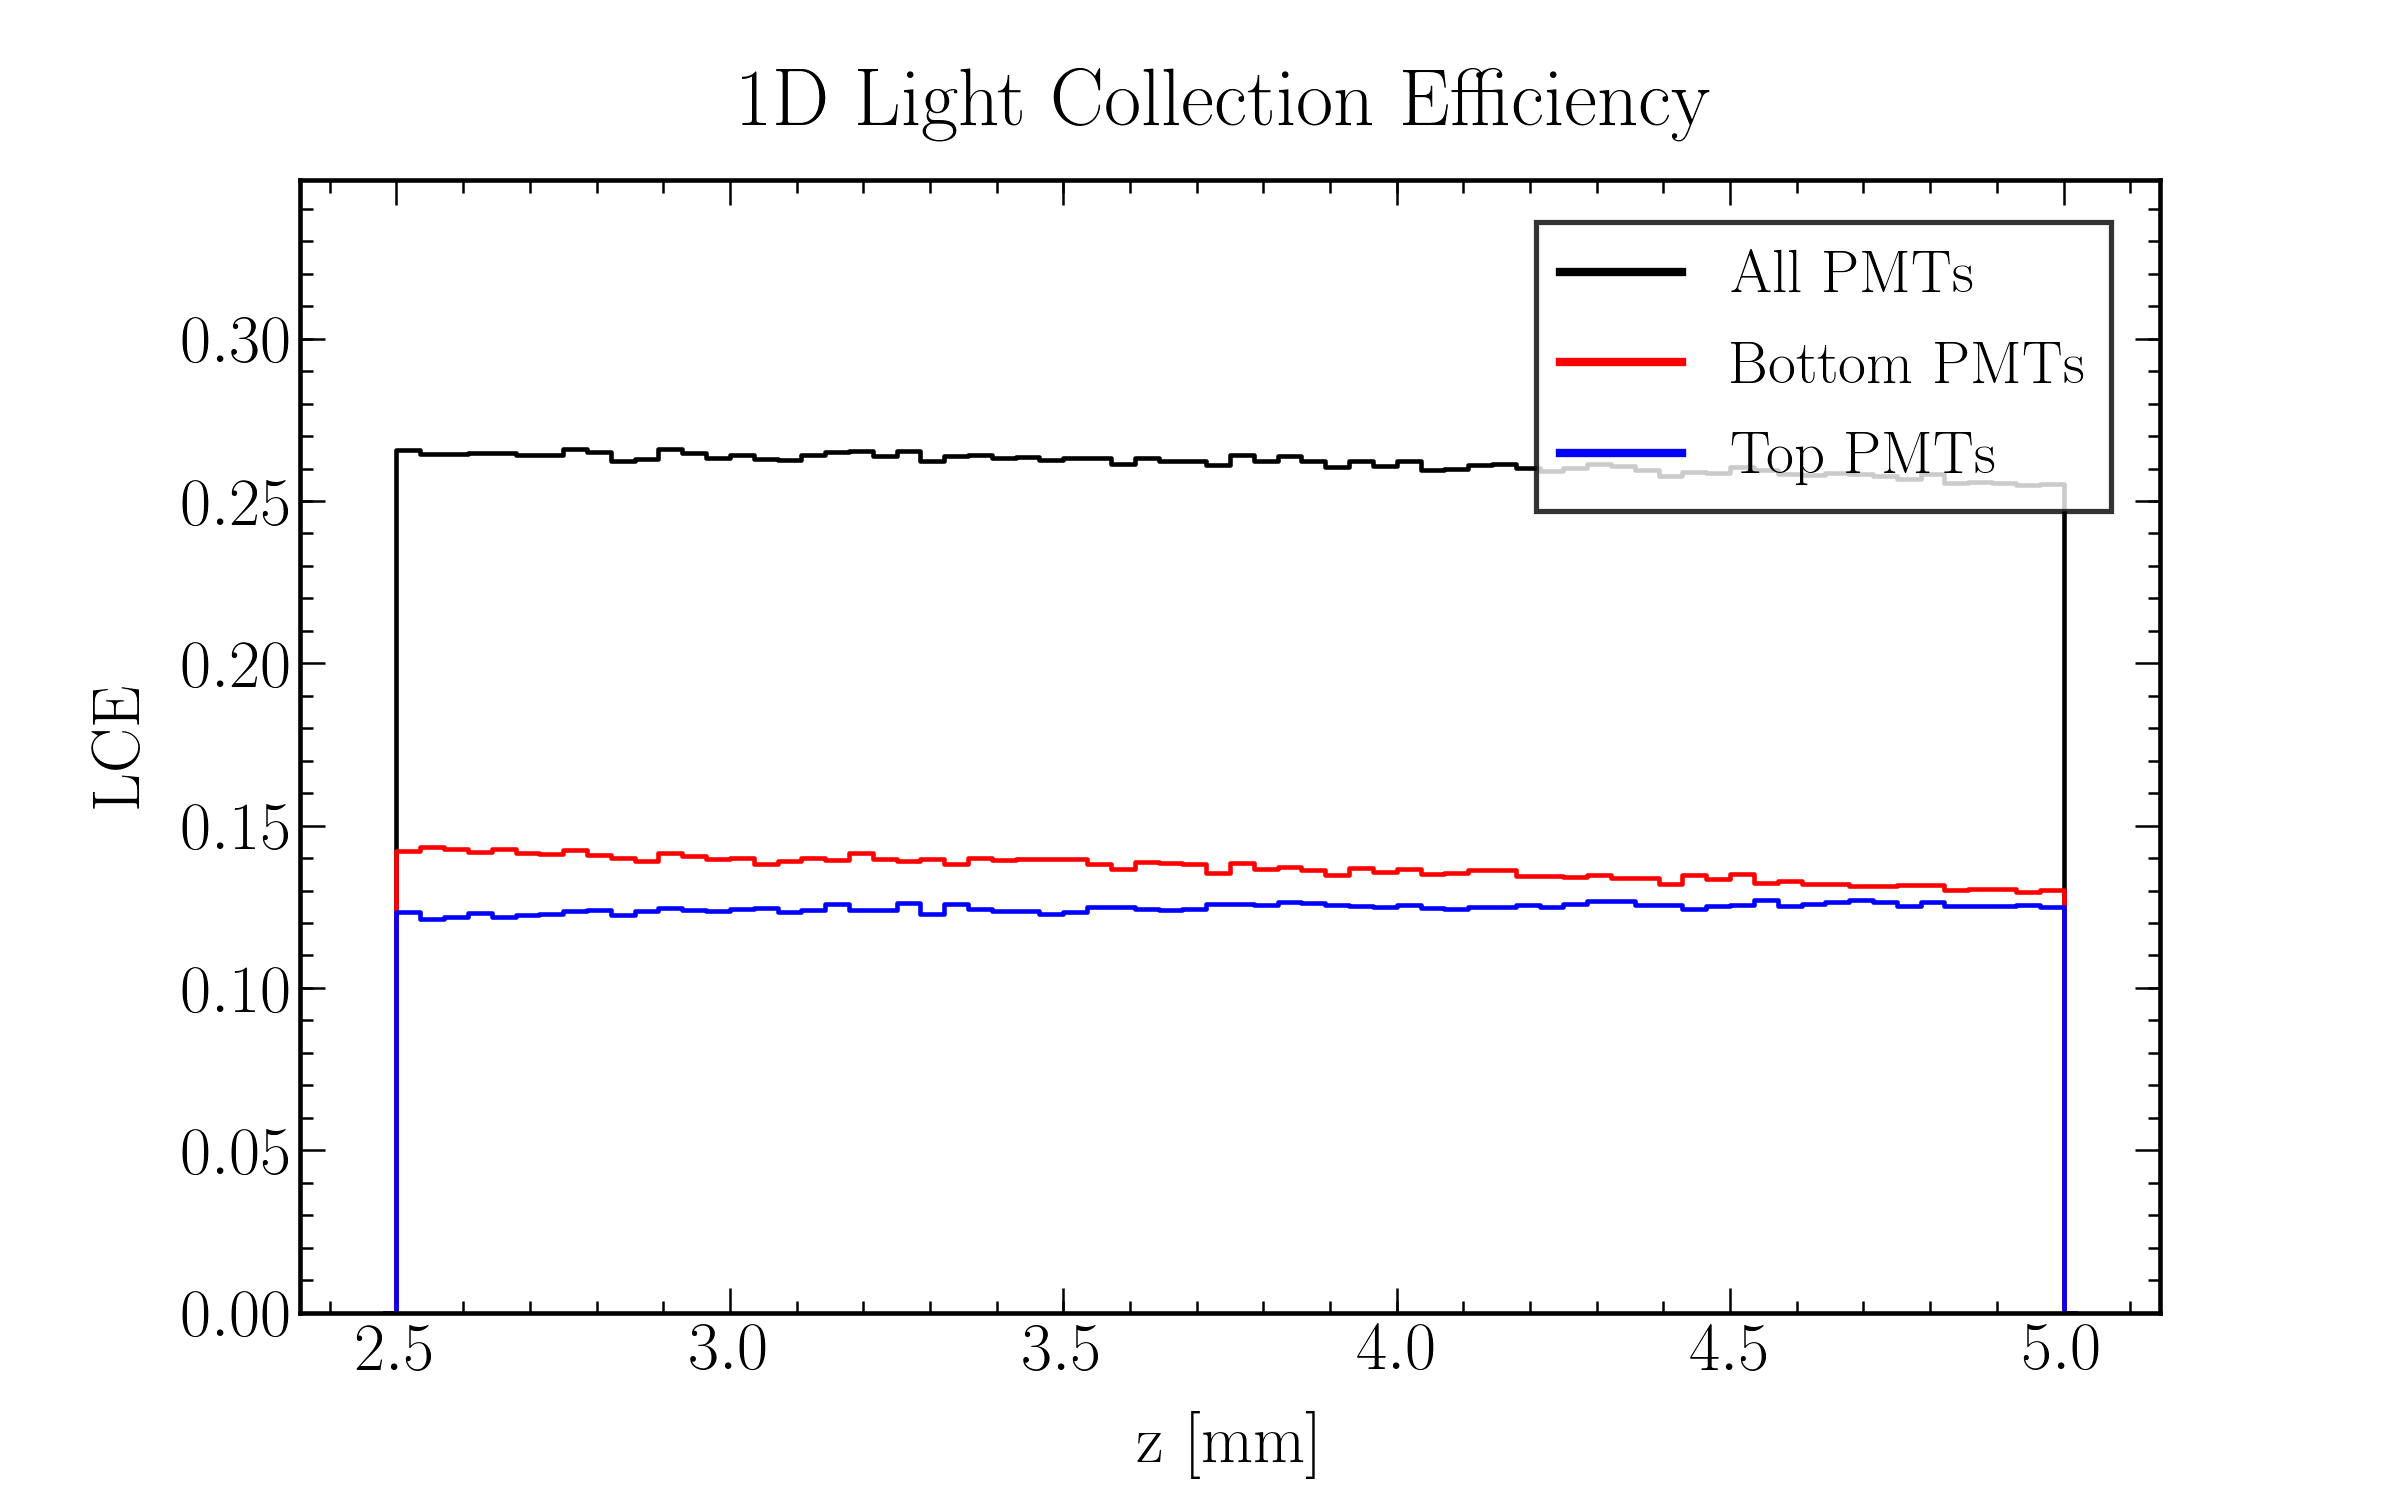 1D Light Collection Efficiency
All PMTs
Bottom PMTs
Top PMTs
LCE
0.30
0.25
0.20
0.15
0.10
0.05
0.00
2.5 3.0 3.5 4.0 4.5 5.0
z [mm]